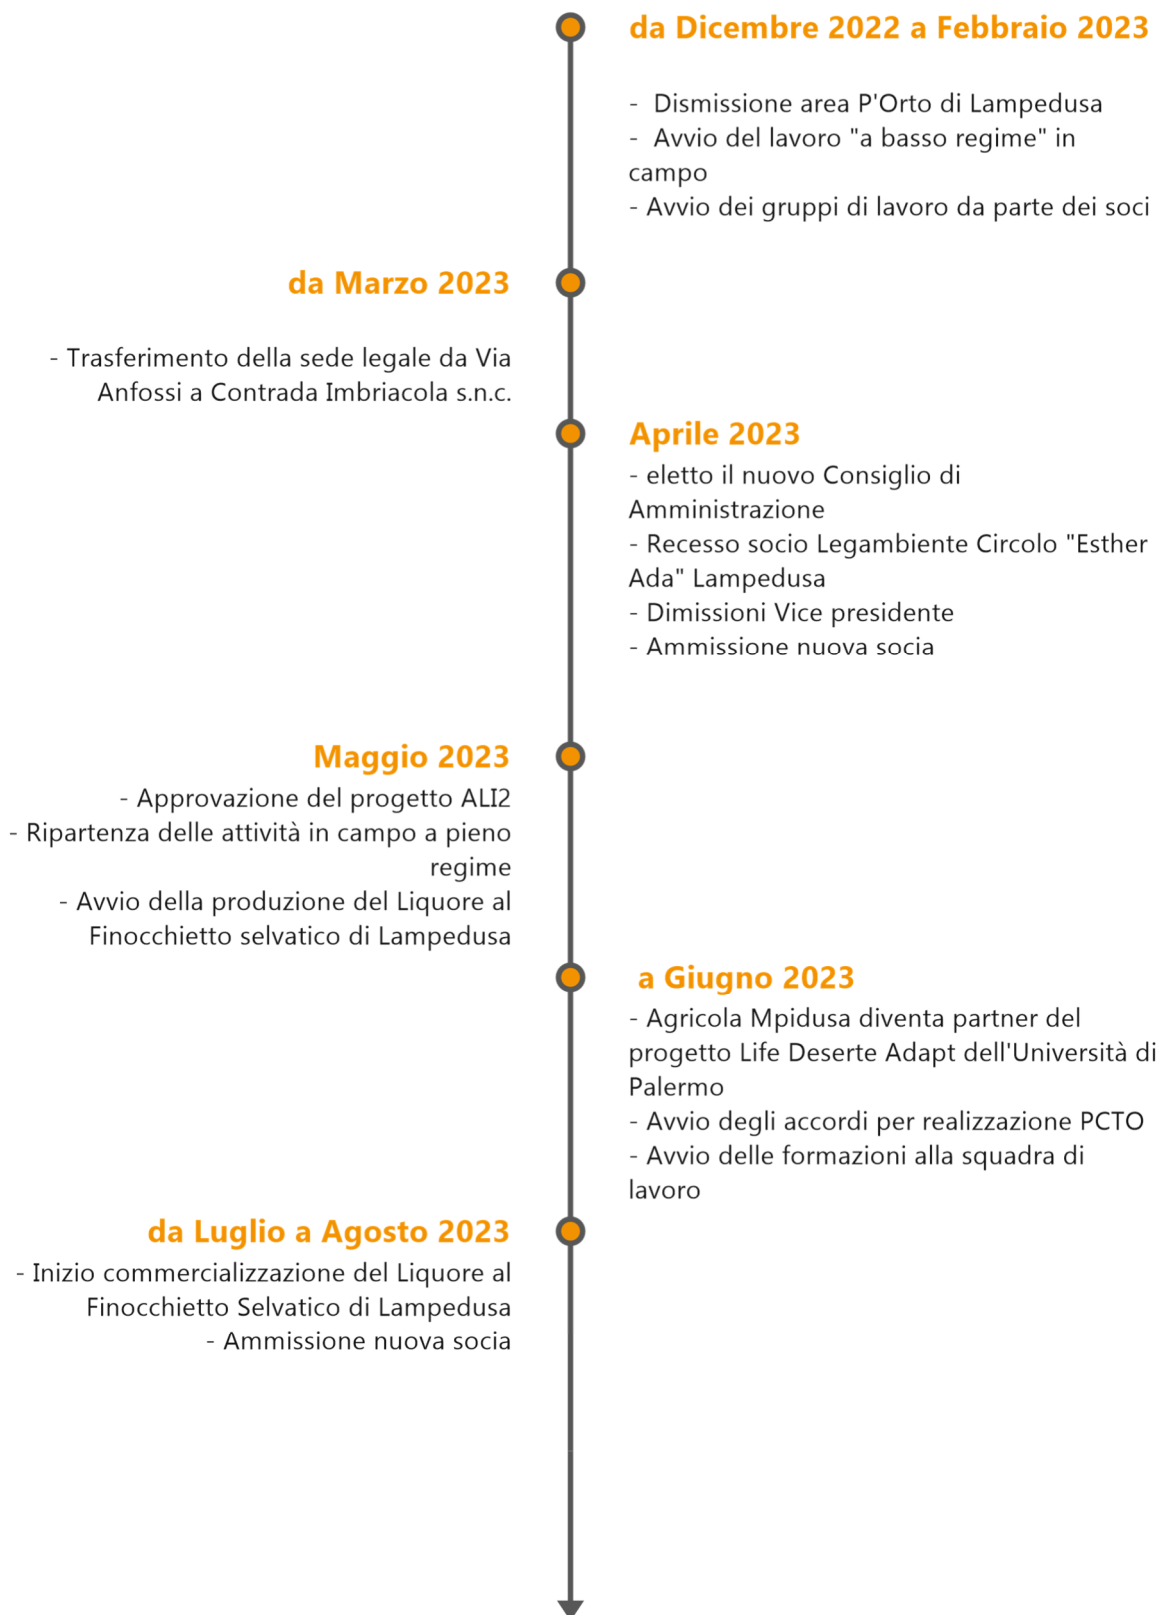 da Dicembre 2022 a Febbraio 2023
- Dismissione area P'Orto di Lampedusa
- Avvio del lavoro "a basso regime" in
campo
- Avvio dei gruppi di lavoro da parte dei soci
da Marzo 2023
- Trasferimento della sede legale da Via
Anfossi a Contrada Imbriacola s.n.c.
Aprile 2023
- eletto il nuovo Consiglio di
Amministrazione
- Recesso socio Legambiente Circolo "Esther
Ada" Lampedusa
- Dimissioni Vice presidente
- Ammissione nuova socia
Maggio 2023
- Approvazione del progetto ALI2
- Ripartenza delle attività in campo a pieno
regime
- Avvio della produzione del Liquore al
Finocchietto selvatico di Lampedusa
a Giugno 2023
- Agricola Mpidusa diventa partner del
progetto Life Deserte Adapt dell'Università di
Palermo
- Avvio degli accordi per realizzazione PCTO
- Avvio delle formazioni alla squadra di
lavoro
da Luglio a Agosto 2023
- Inizio commercializzazione del Liquore al
Finocchietto Selvatico di Lampedusa
- Ammissione nuova socia